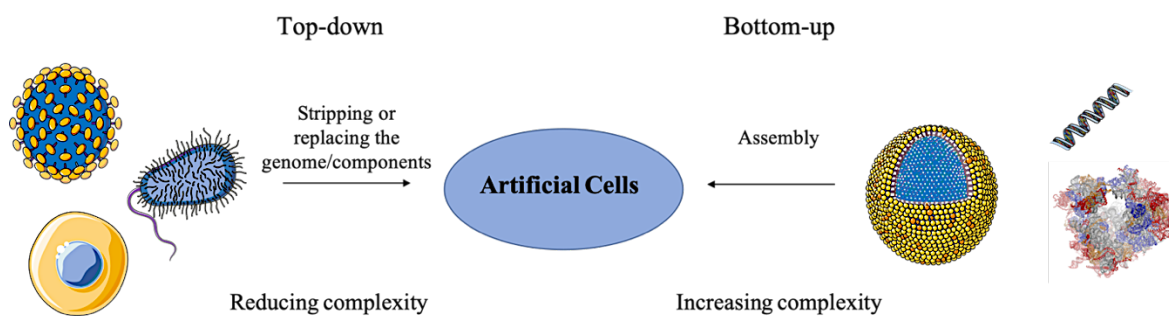 Top-down
Bottom-up
Stripping or
replacing the
genome/components
Artificial Cells
Assembly
Reducing complexity
Increasing complexity